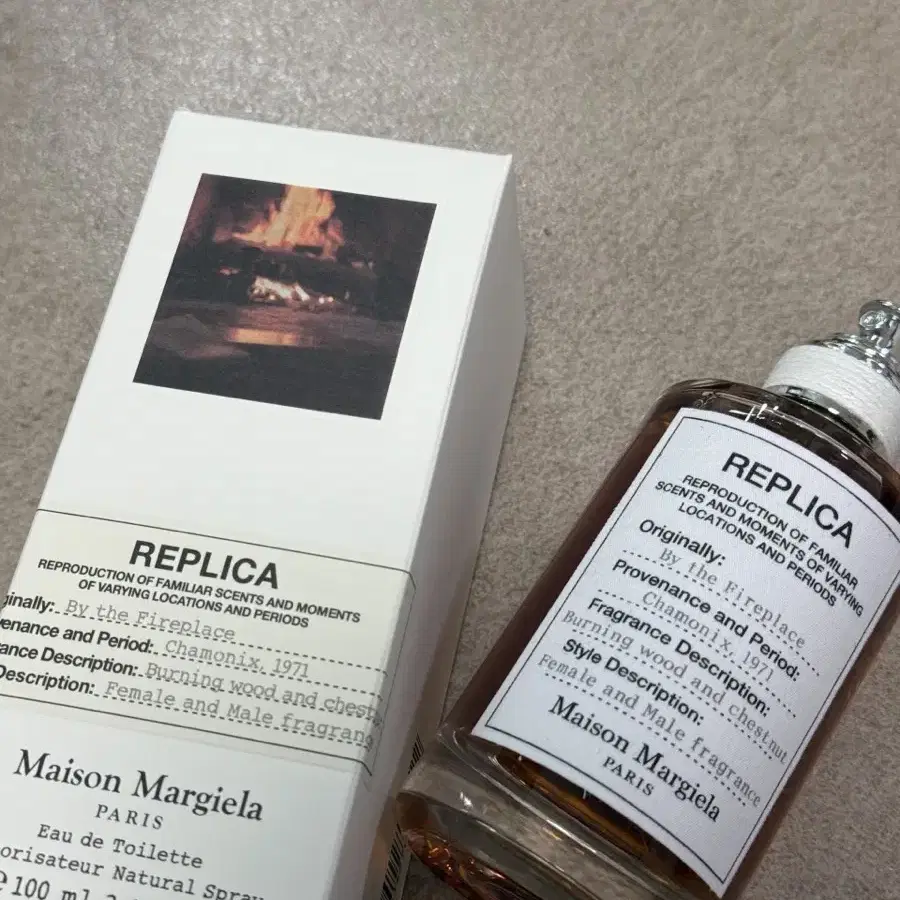 REPLICA
REPRODUCTION OF FAMILIAR SCENTS AND MOMENTS
OF VARYING LOCATIONS AND PERIODS
ginally: By the Fireplace
venance and Period: Chamonix, 1971
ance Description: Burning wood and chest
Description: Female and Male fragran
Maison Margiela
PARIS
Eau de Toilette
orisateur Natural Spray
e 100 ml
REPLICA
REPRODUCTION OF FAMILIAR
SCENTS AND MOMENTS OF VARYING
LOCATIONS AND PERIODS
Originally:
By the Fireplace
Provenance and Period:
Chamonix, 1971
Fragrance Description:
Burning wood and chestnut
Style Description:
Female and Male fragrance
Maison Margiela
PARIS